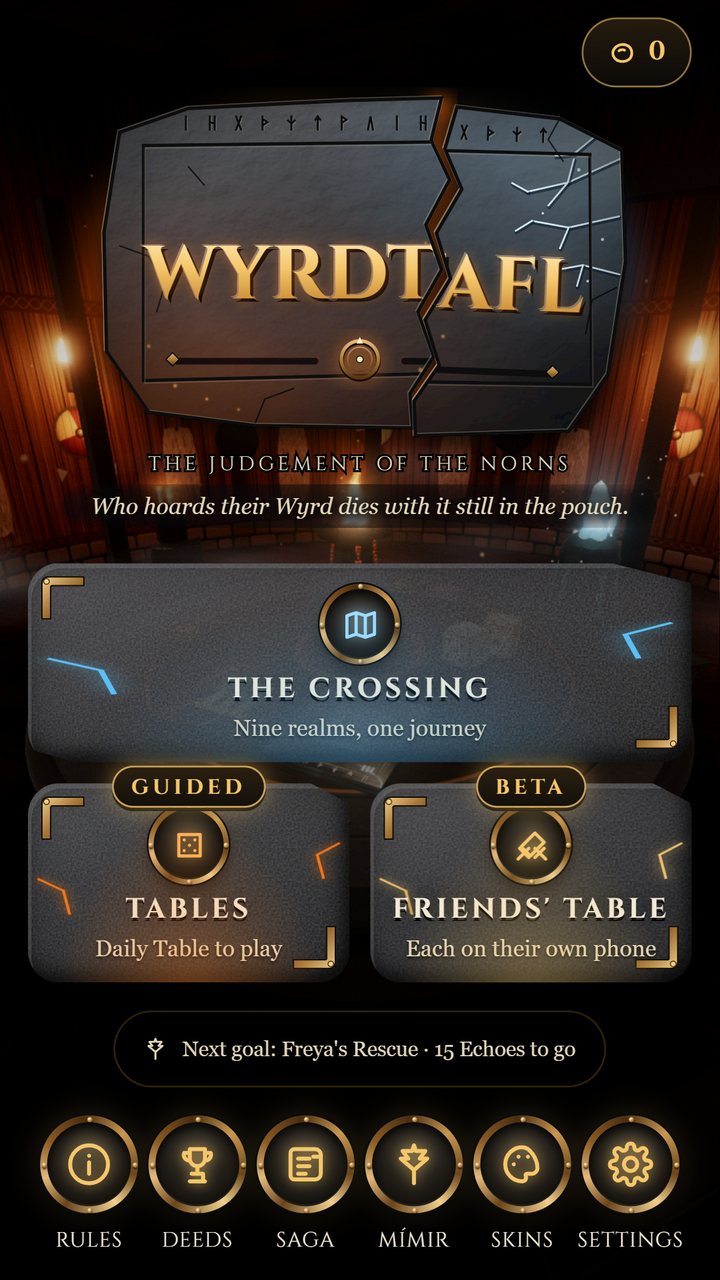 0
ᛁ ᚺ ᚷ ᚹ ᛉ ᛏ ᚹ ᚢ ᛁ ᚺ ᚷ ᚹ ᛉ ᛏ
WYRDTAFL
THE JUDGEMENT OF THE NORNS
Who hoards their Wyrd dies with it still in the pouch.
THE CROSSING
Nine realms, one journey
GUIDED
BETA
TABLES
FRIENDS' TABLE
Daily Table to play
Each on their own phone
Next goal: Freya's Rescue · 15 Echoes to go
RULES
DEEDS
SAGA
MÍMIR
SKINS
SETTINGS